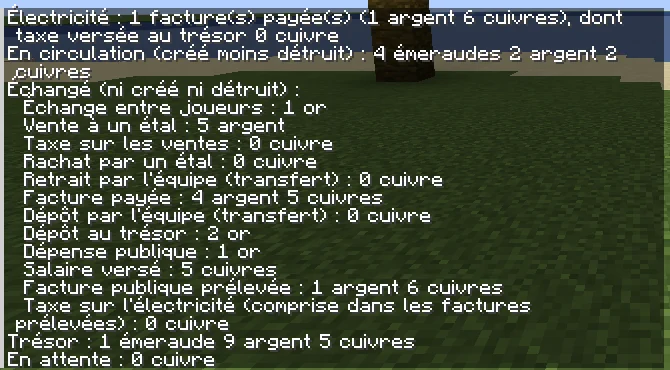 Électricité : 1 facture(s) payée(s) (1 argent 6 cuivres), dont
taxe versée au trésor 0 cuivre
En circulation (créé moins détruit) : 4 émeraudes 2 argent 2
cuivres
Échangé (ni créé ni détruit) :
Échange entre joueurs : 1 or
Vente à un étal : 5 argent
Taxe sur les ventes : 0 cuivre
Rachat par un étal : 0 cuivre
Retrait par l'équipe (transfert) : 0 cuivre
Facture payée : 4 argent 5 cuivres
Dépôt par l'équipe (transfert) : 0 cuivre
Dépôt au trésor : 2 or
Dépense publique : 1 or
Salaire versé : 5 cuivres
Facture publique prélevée : 1 argent 6 cuivres
Taxe sur l'électricité (comprise dans les factures
prélevées) : 0 cuivre
Trésor : 1 émeraude 9 argent 5 cuivres
En attente : 0 cuivre